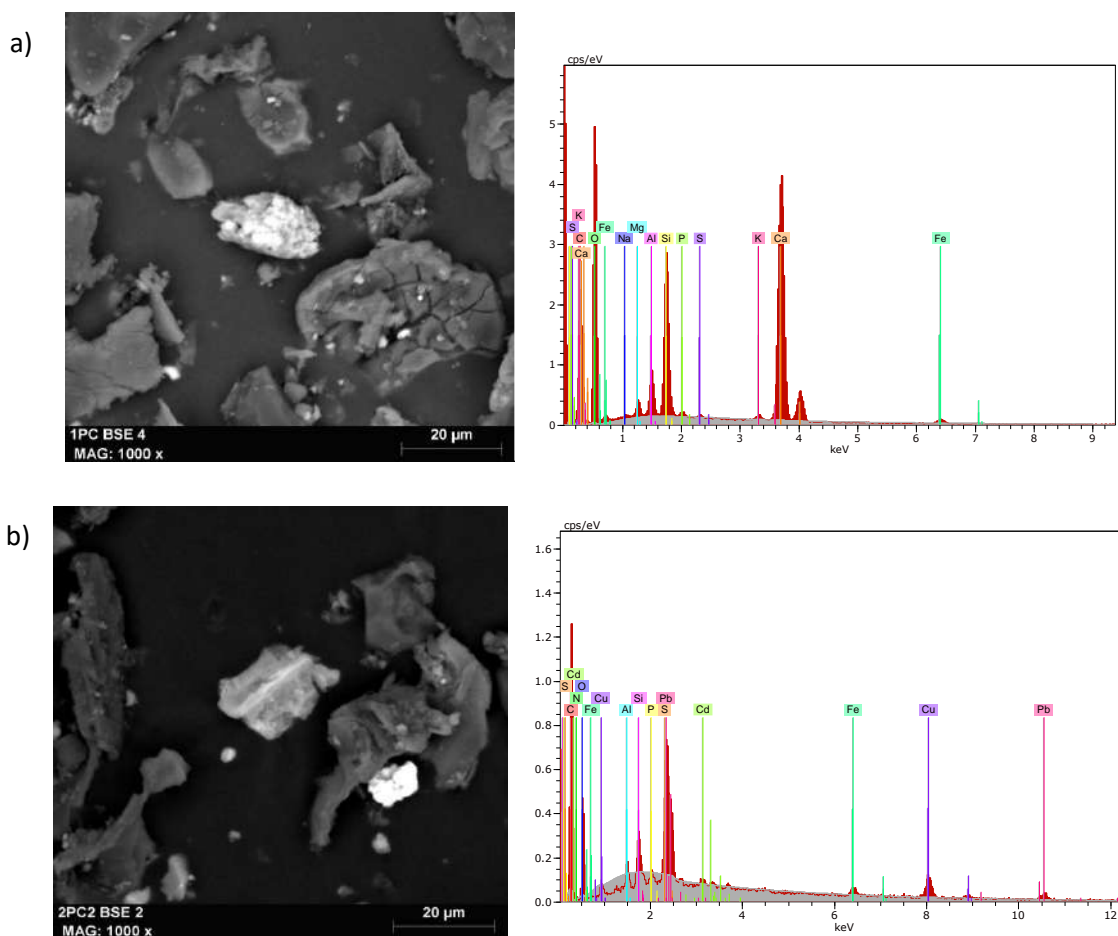 a)
1PC BSE 4
MAG: 1000 x
20 µm
cps/eV
5
4
3
2
1
0
K
S Fe Mg
C O Na Al Si P S K Ca Fe
Ca
1 2 3 4 5 6 7 8 9
keV
b)
2PC2 BSE 2
MAG: 1000 x
20 µm
cps/eV
1.6
1.4
1.2
1.0
0.8
0.6
0.4
0.2
0.0
Cd
S O
N Cu Si Pb
C Fe Al P S Cd Fe Cu Pb
2 4 6 8 10 12
keV